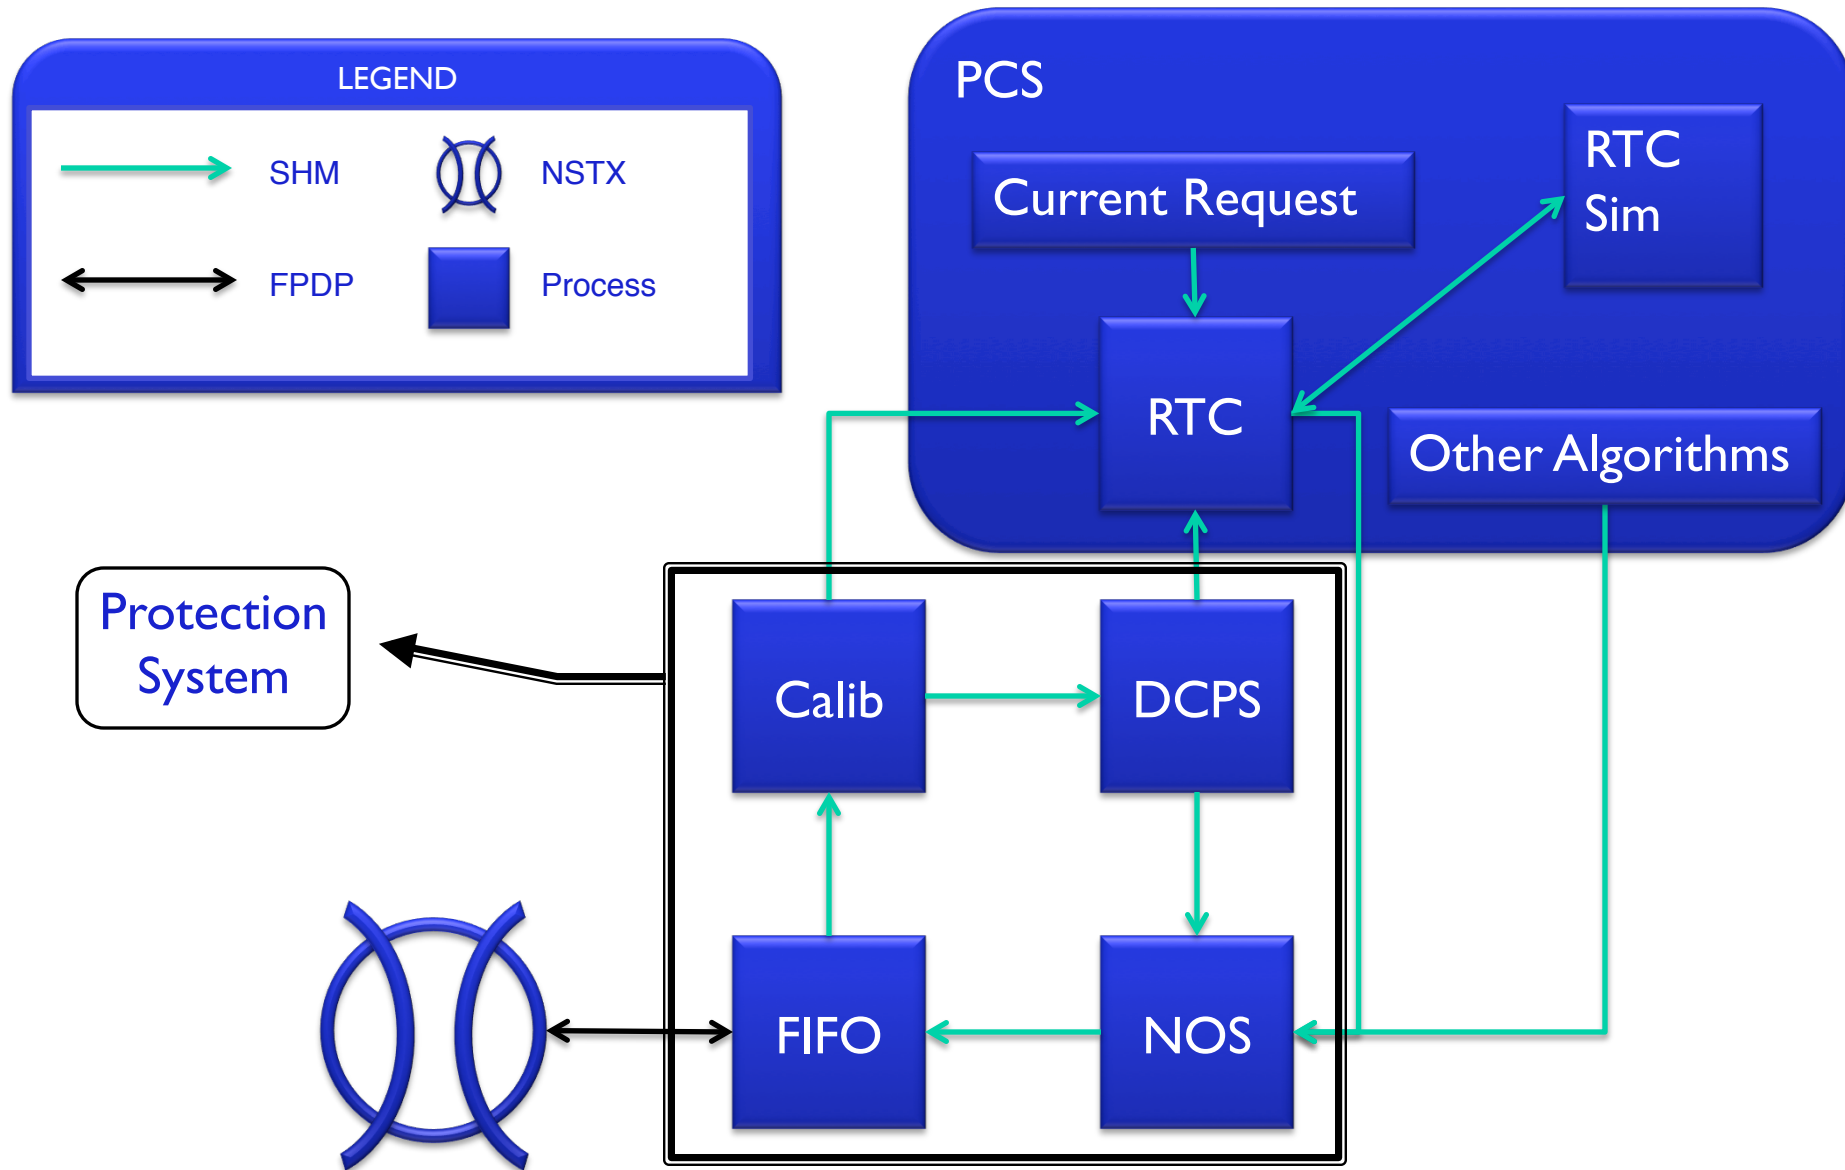 LEGEND
SHM
NSTX
FPDP
Process
PCS
Current Request
RTC
Sim
RTC
Other Algorithms
Protection
System
Calib
DCPS
FIFO
NOS